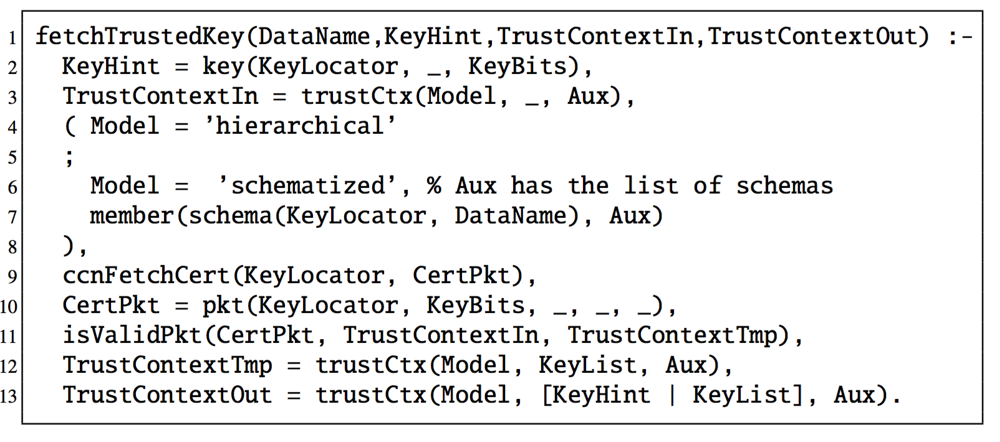 1 fetchTrustedKey(DataName,KeyHint,TrustContextIn,TrustContextOut) :-
2 KeyHint = key(KeyLocator, _, KeyBits),
3 TrustContextIn = trustCtx(Model, _, Aux),
4 ( Model = ’hierarchical’
5 ;
6 Model =  ’schematized’, % Aux has the list of schemas
7 member(schema(KeyLocator, DataName), Aux)
8 ),
9 ccnFetchCert(KeyLocator, CertPkt),
10 CertPkt = pkt(KeyLocator, KeyBits, _, _, _),
11 isValidPkt(CertPkt, TrustContextIn, TrustContextTmp),
12 TrustContextTmp = trustCtx(Model, KeyList, Aux),
13 TrustContextOut = trustCtx(Model, [KeyHint | KeyList], Aux).